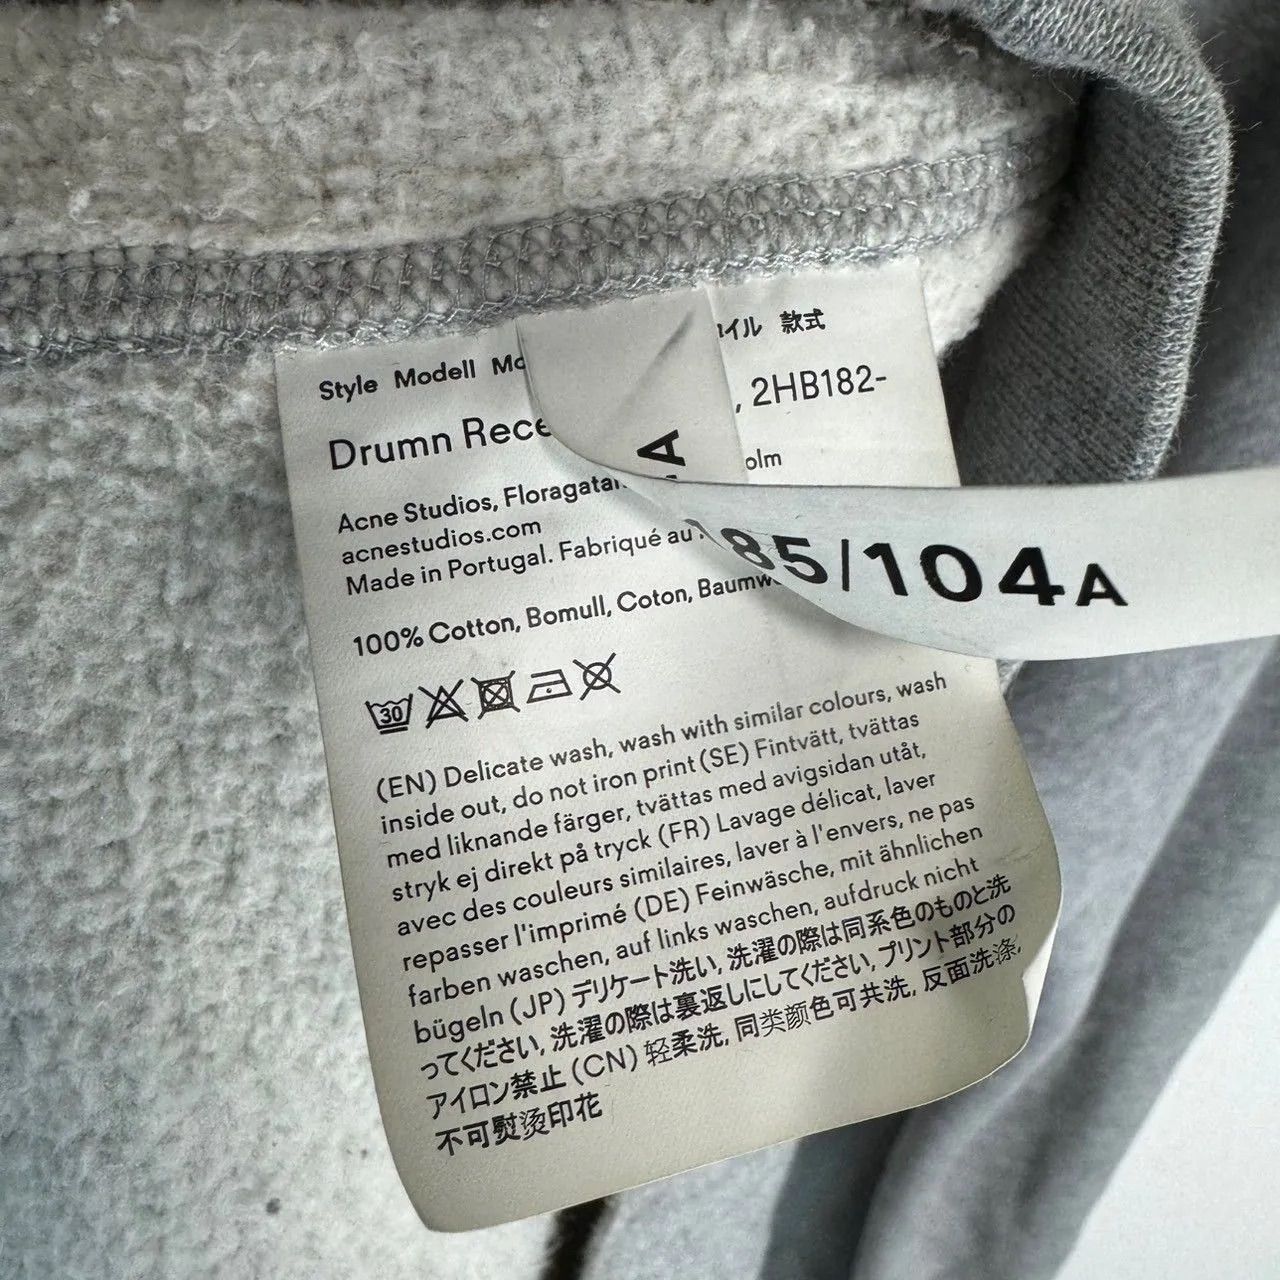 Style Modell イル 款式
Drumn , 2HB182-
Acne Studios,
acnestudios.com
Made in Portugal. Fabriqué au
100% Cotton, Bomull, Coton,
30
(EN) Delicate wash, wash with similar colours, wash
inside out, do not iron print (SE) Fintvätt, tvättas
med liknande färger, tvättas med avigsidan utåt,
stryk ej direkt på tryck (FR) Lavage délicat, laver
avec des couleurs similaires, laver à l'envers, ne pas
repasser l'imprimé (DE) Feinwäsche, mit ähnlichen
farben waschen, auf links waschen, aufdruck nicht
bügeln (JP) デリケート洗い, 洗濯の際は同系色のものと洗
ってください, 洗濯の際は裏返しにしてください, プリント部分の
アイロン禁止 (CN) 轻柔洗, 同类颜色可共洗, 反面洗涤,
不可熨烫印花
A
85/104A